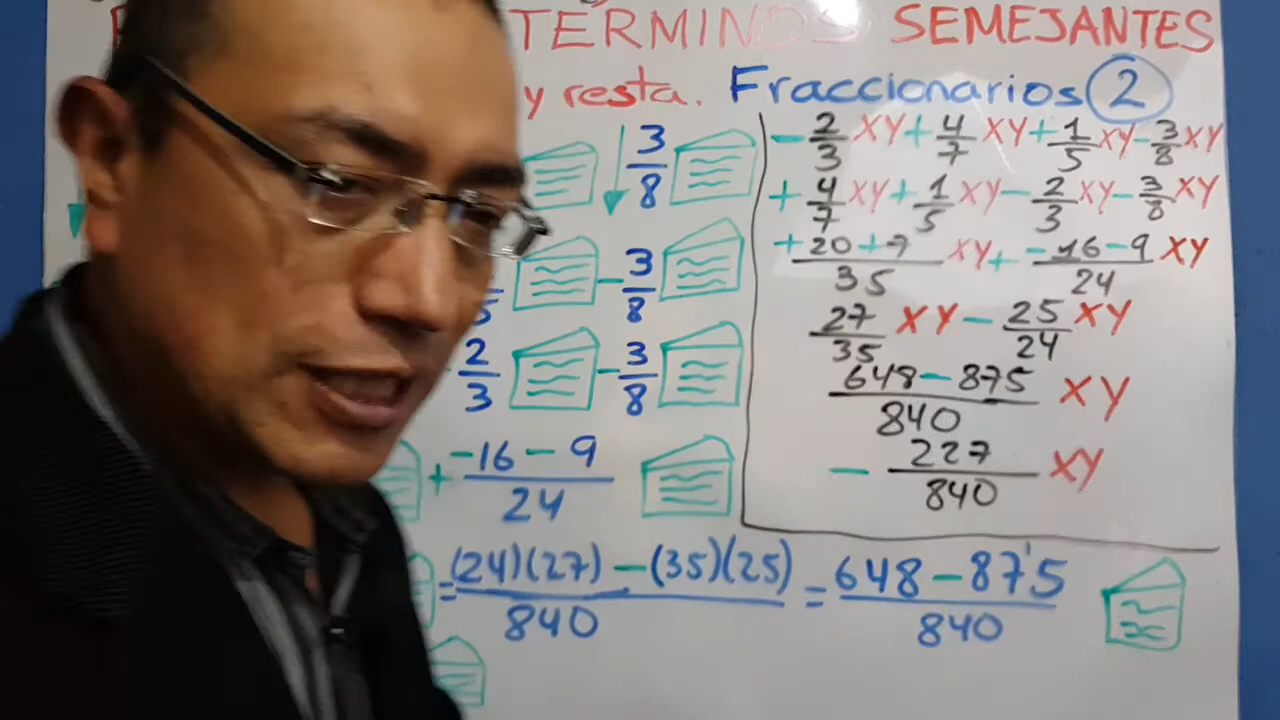 TERMINOS SEMEJANTES
y resta. Fraccionarios 2
3/8
- 3/8
2/3 - 3/8
+ -16 - 9 / 24
= (24)(27) - (35)(25) / 840 = 648 - 875 / 840
- 2/3 XY + 4/7 XY + 1/5 XY - 3/8 XY
+ 4/7 XY + 1/5 XY - 2/3 XY - 3/8 XY
+ 20 + 7 / 35 XY + -16 - 9 / 24 XY
27/35 XY - 25/24 XY
648 - 875 / 840 XY
- 227 / 840 XY